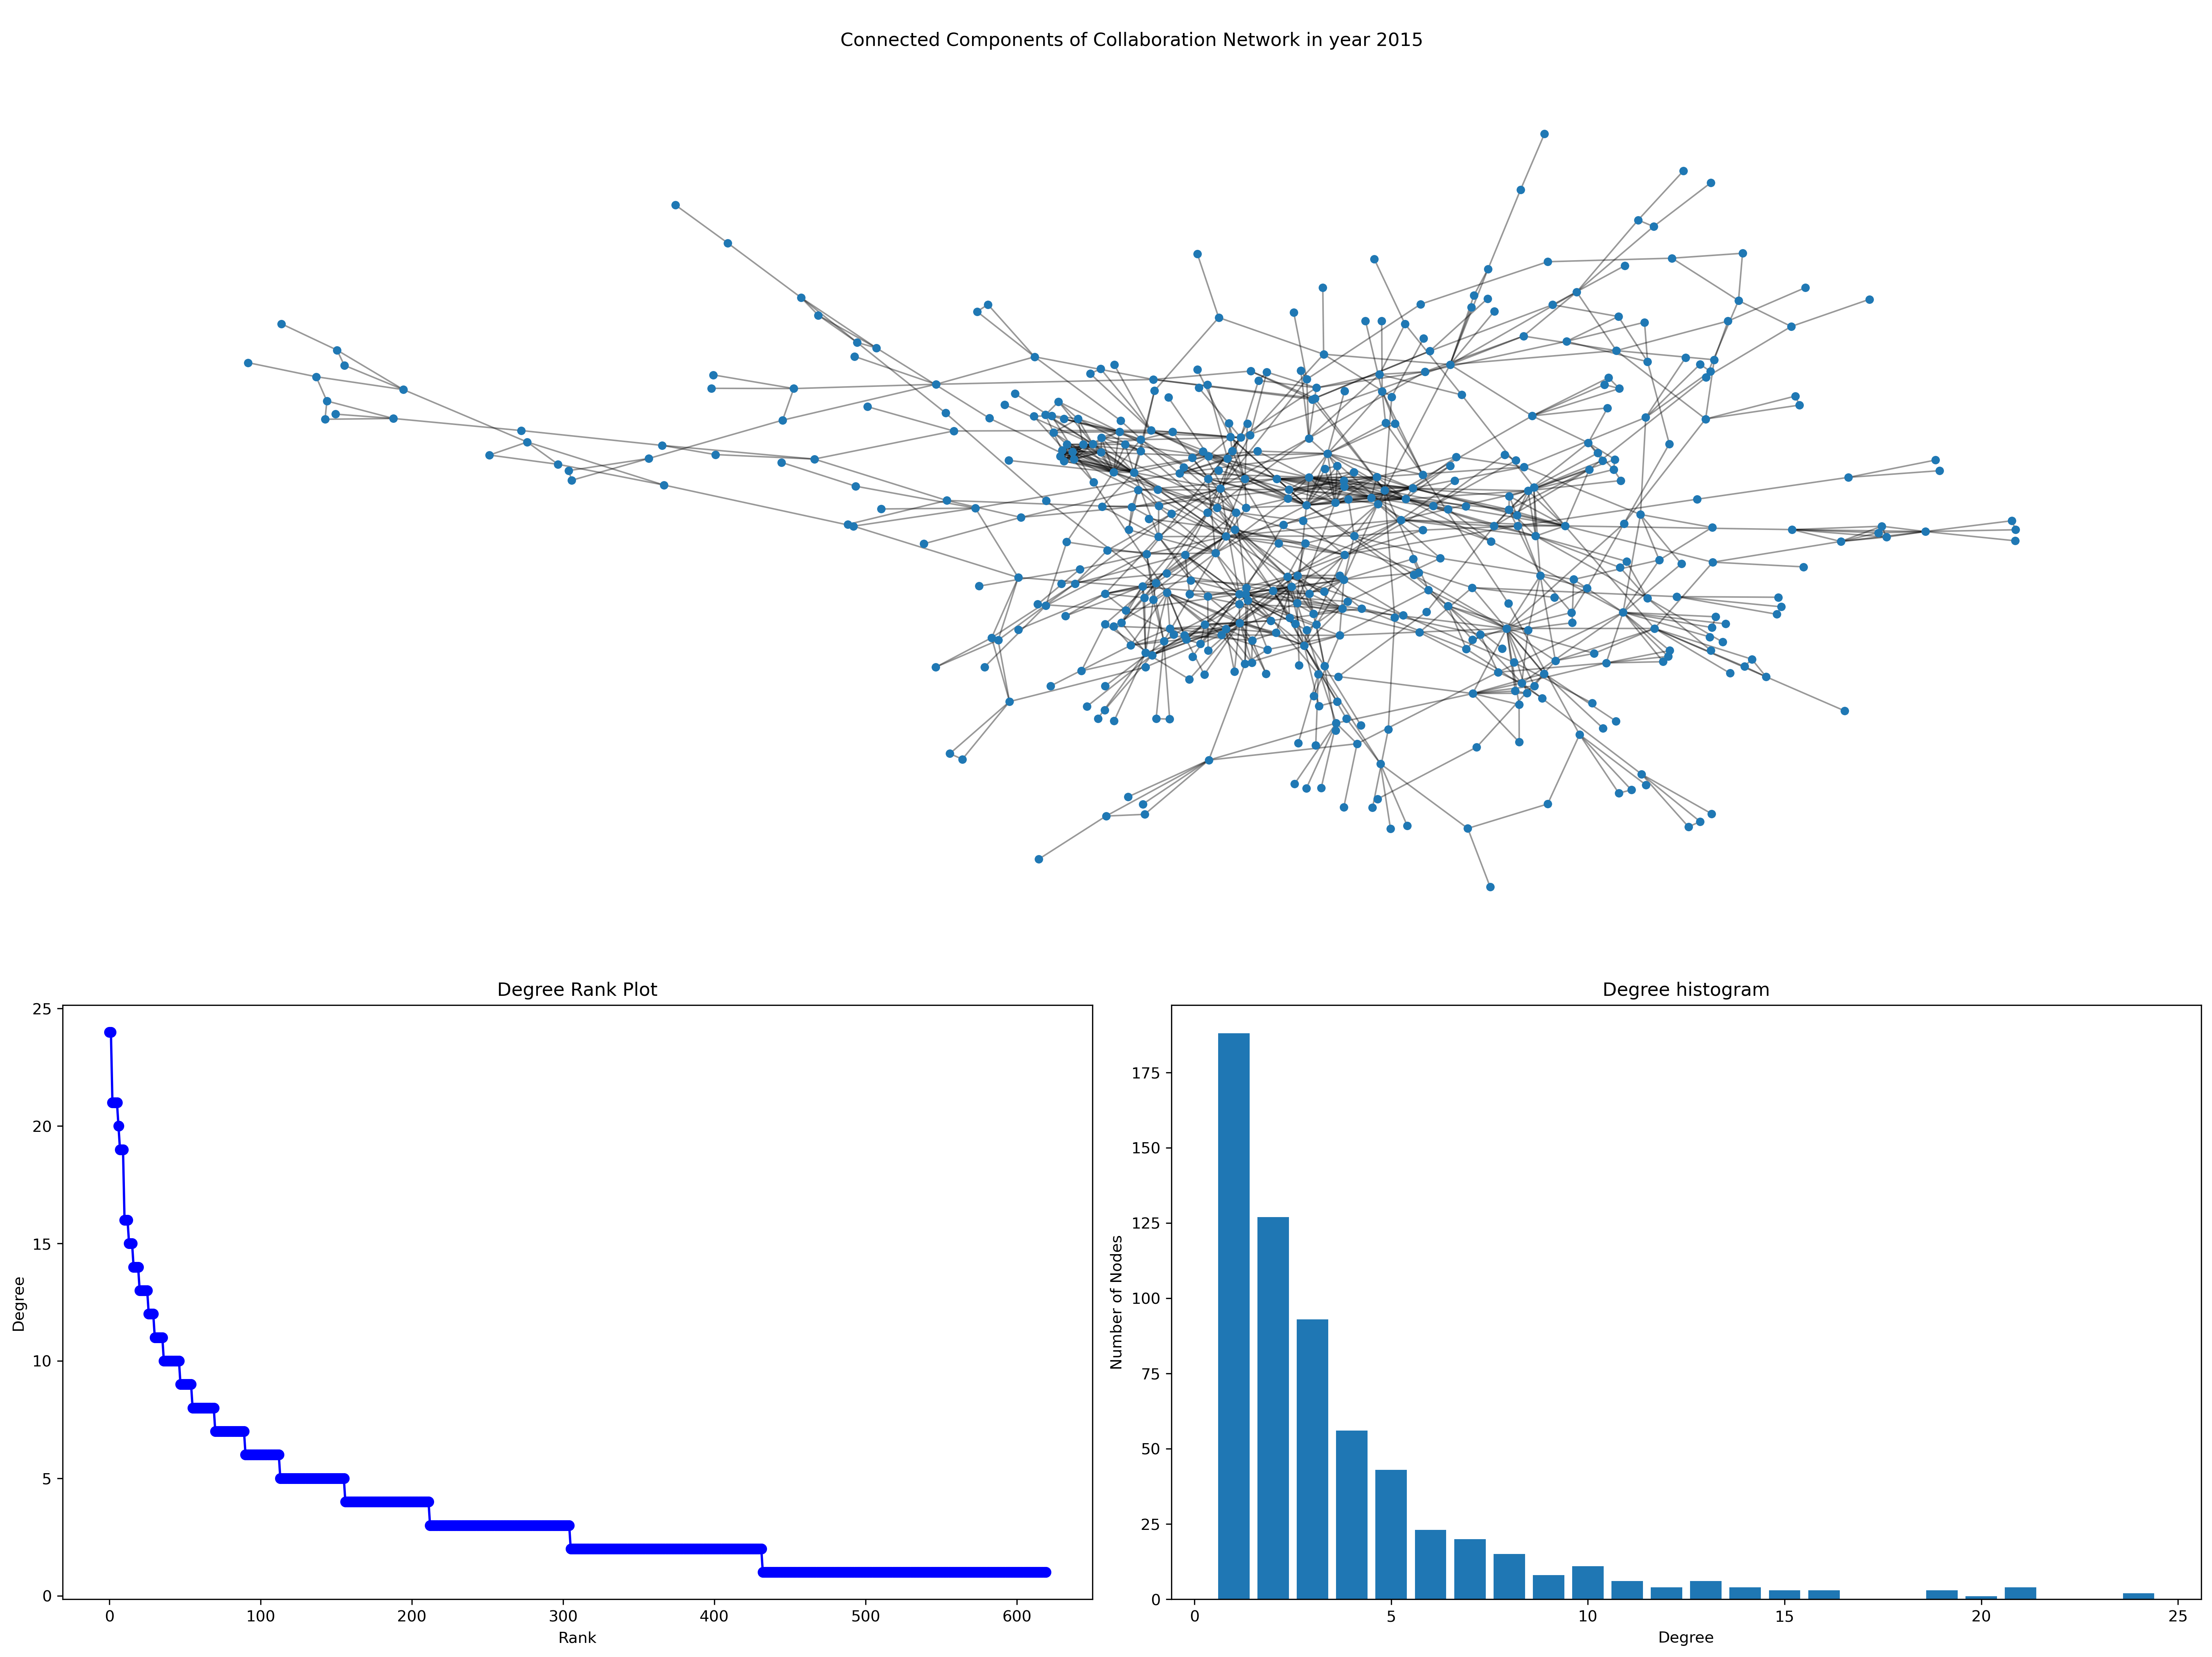 Connected Components of Collaboration Network in year 2015
Degree Rank Plot
25
20
15
10
5
0
Degree
0 100 200 300 400 500 600
Rank
Degree histogram
175
150
125
100
75
50
25
0
Number of Nodes
0 5 10 15 20 25
Degree